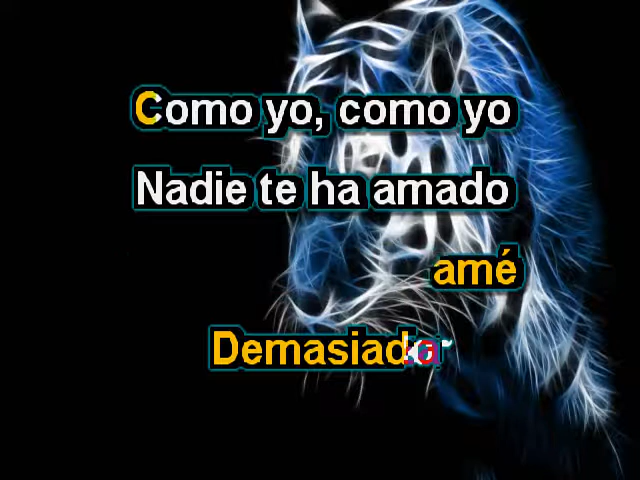 Como yo, como yo
Nadie te ha amado
amé
Demasiado